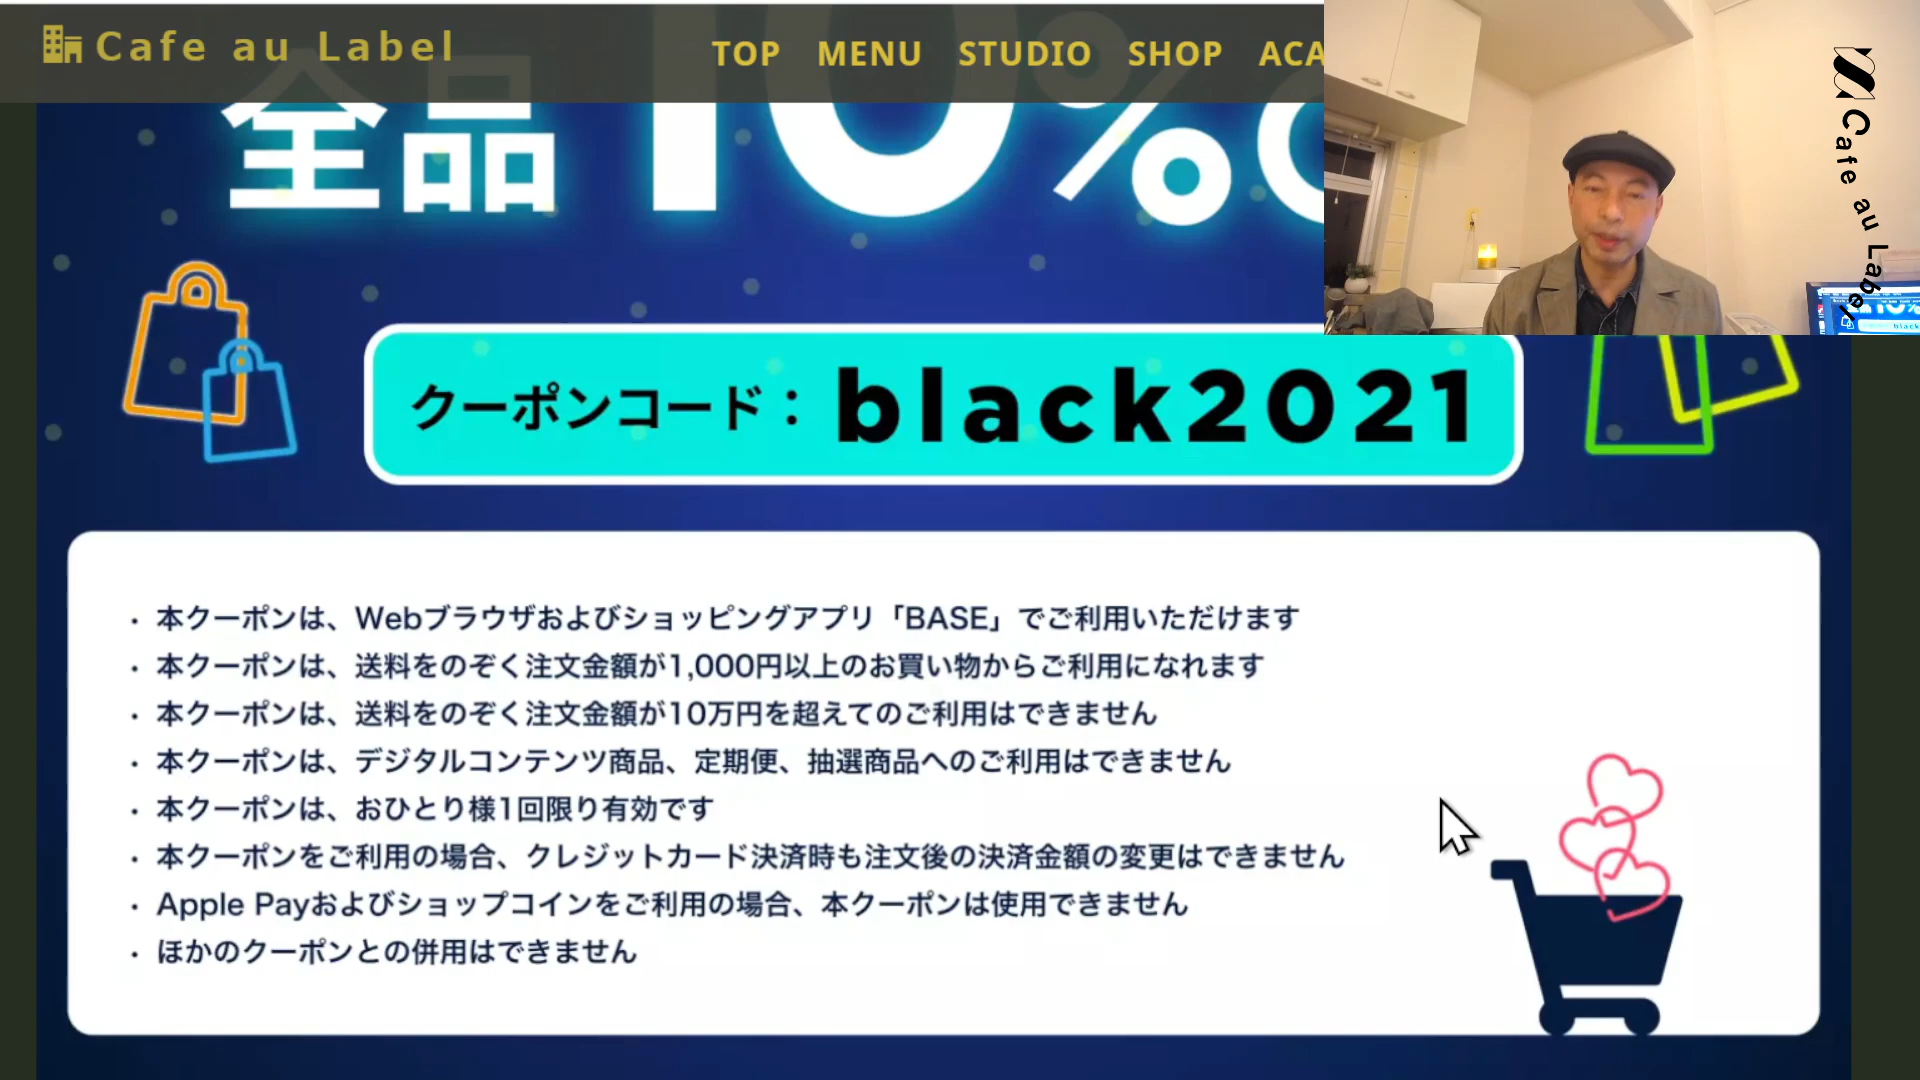 Cafe au Label
TOP MENU STUDIO SHOP ACA
全品10%
Cafe au Label
クーポンコード： black2021
・本クーポンは、Webブラウザおよびショッピングアプリ「BASE」でご利用いただけます
・本クーポンは、送料をのぞく注文金額が1,000円以上のお買い物からご利用になれます
・本クーポンは、送料をのぞく注文金額が10万円を超えてのご利用はできません
・本クーポンは、デジタルコンテンツ商品、定期便、抽選商品へのご利用はできません
・本クーポンは、おひとり様1回限り有効です
・本クーポンをご利用の場合、クレジットカード決済時も注文後の決済金額の変更はできません
・Apple Payおよびショップコインをご利用の場合、本クーポンは使用できません
・ほかのクーポンとの併用はできません